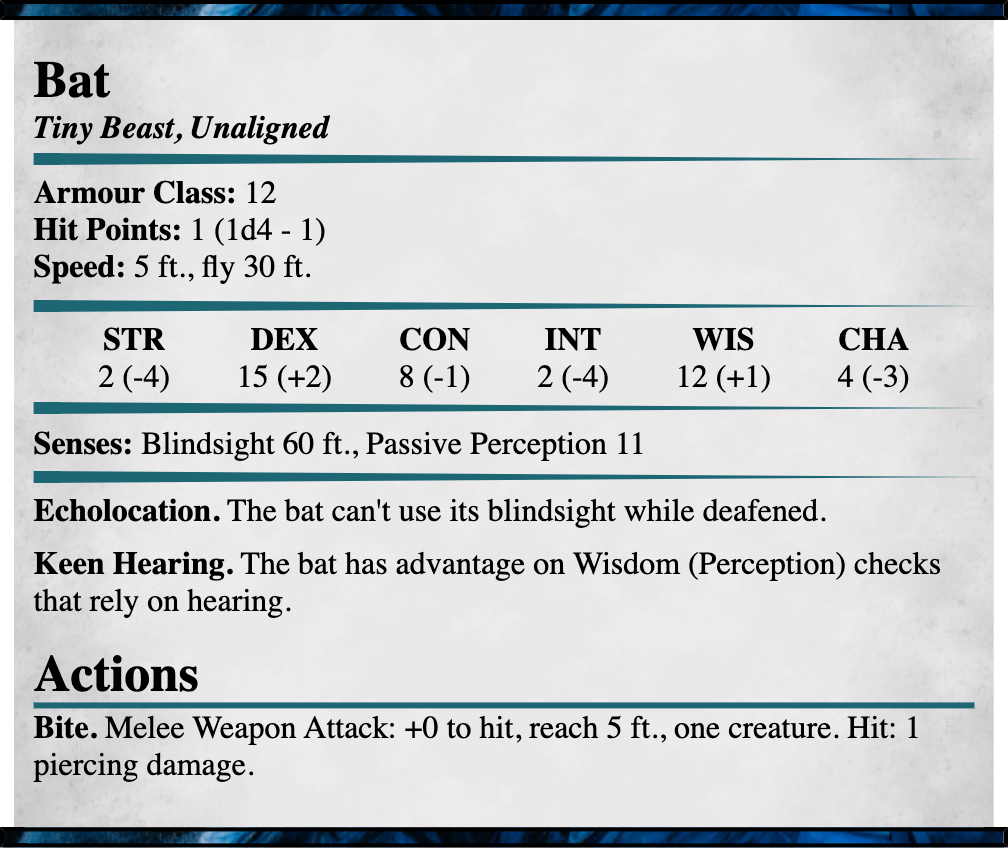 Bat
Tiny Beast, Unaligned
Armour Class: 12
Hit Points: 1 (1d4 - 1)
Speed: 5 ft., fly 30 ft.
STR DEX CON INT WIS CHA
2 (-4) 15 (+2) 8 (-1) 2 (-4) 12 (+1) 4 (-3)
Senses: Blindsight 60 ft., Passive Perception 11
Echolocation. The bat can't use its blindsight while deafened.
Keen Hearing. The bat has advantage on Wisdom (Perception) checks
that rely on hearing.
Actions
Bite. Melee Weapon Attack: +0 to hit, reach 5 ft., one creature. Hit: 1
piercing damage.